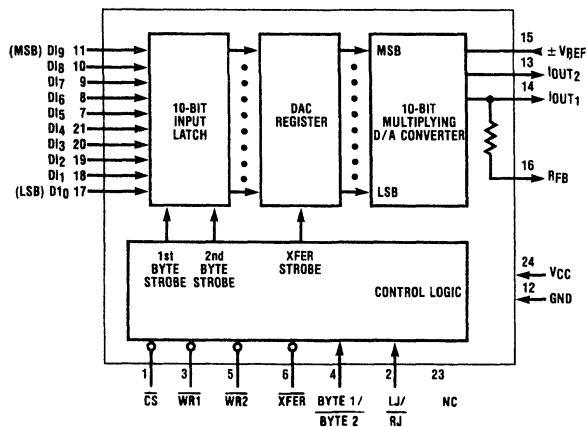 (MSB) DI9 11
DI8 10
DI7 9
DI6 8
DI5 7
DI4 21
DI3 20
DI2 19
DI1 18
(LSB) D10 17
10-BIT
INPUT
LATCH
DAC
REGISTER
MSB
10-BIT
MULTIPLYING
D/A CONVERTER
LSB
15
± VREF
13
IOUT2
14
IOUT1
16
RFB
1st
BYTE
STROBE
2nd
BYTE
STROBE
XFER
STROBE
CONTROL LOGIC
24
VCC
12
GND
1
CS
3
WR1
5
WR2
6
XFER
4
BYTE 1/
BYTE 2
2
LJ/
RJ
23
NC